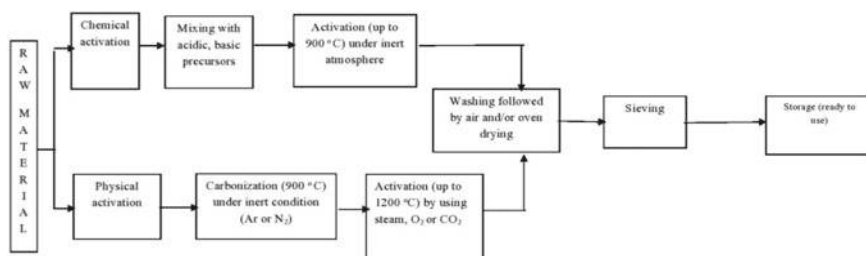 RAW MATERIAL
Chemical
activation
Mixing with
acidic, basic
precursors
Activation (up to
900 °C) under inert
atmosphere
Washing followed
by air and/or oven
drying
Sieving
Storage (ready to
use)
Physical
activation
Carbonization (900 °C)
under inert condition
(Ar or N₂)
Activation (up to
1200 °C) by using
steam, O₂ or CO₂